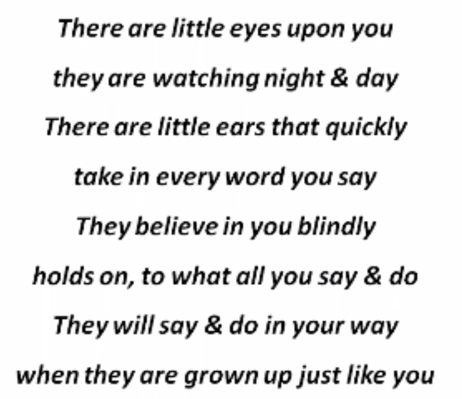 There are little eyes upon you
they are watching night & day
There are little ears that quickly
take in every word you say
They believe in you blindly
holds on, to what all you say & do
They will say & do in your way
when they are grown up just like you